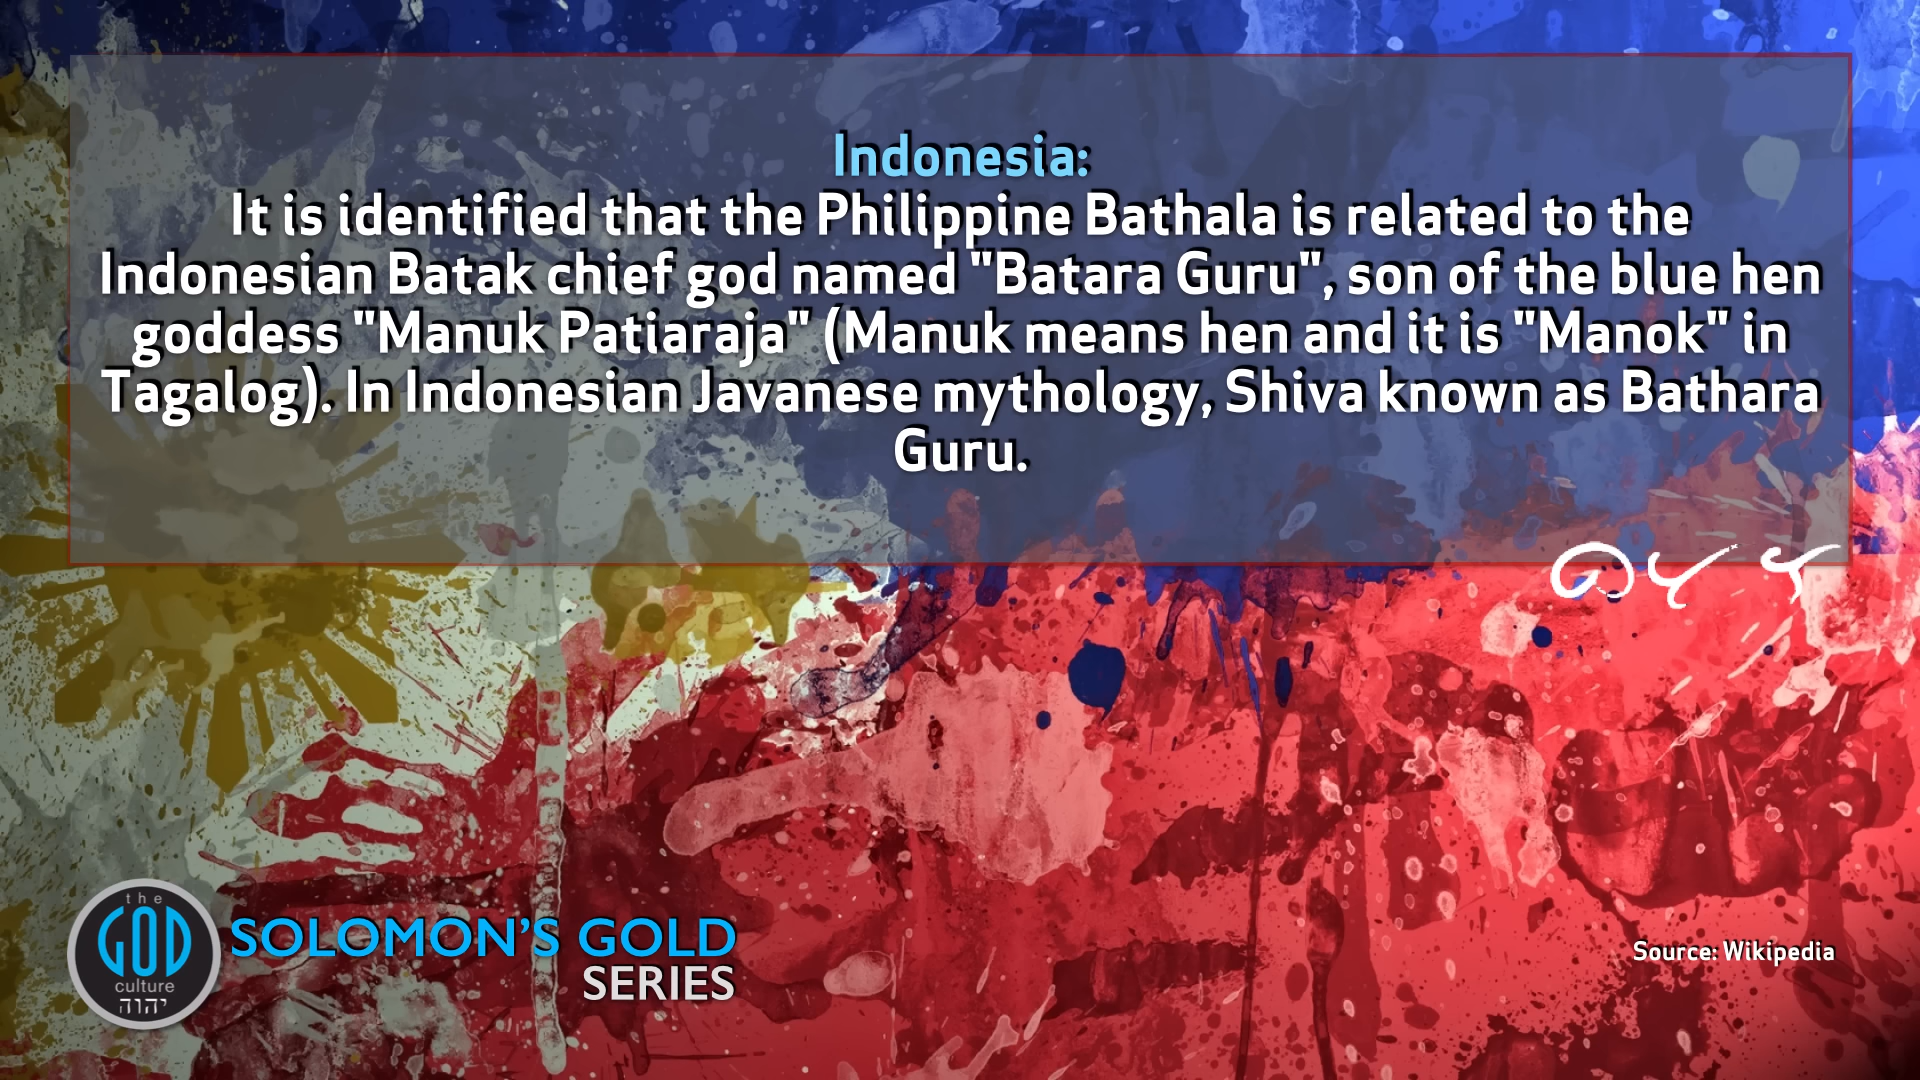 Indonesia:
It is identified that the Philippine Bathala is related to the
Indonesian Batak chief god named "Batara Guru", son of the blue hen
goddess "Manuk Patiaraja" (Manuk means hen and it is "Manok" in
Tagalog). In Indonesian Javanese mythology, Shiva known as Bathara
Guru.
the
GOD
culture
יהוה
SOLOMON'S GOLD
SERIES
Source: Wikipedia